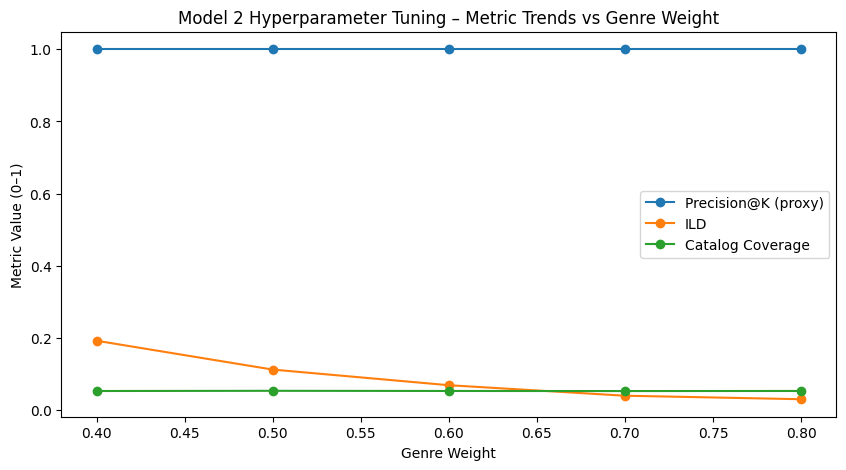 Model 2 Hyperparameter Tuning – Metric Trends vs Genre Weight
Metric Value (0–1)
1.0
0.8
0.6
0.4
0.2
0.0
Precision@K (proxy)
ILD
Catalog Coverage
0.40 0.45 0.50 0.55 0.60 0.65 0.70 0.75 0.80
Genre Weight